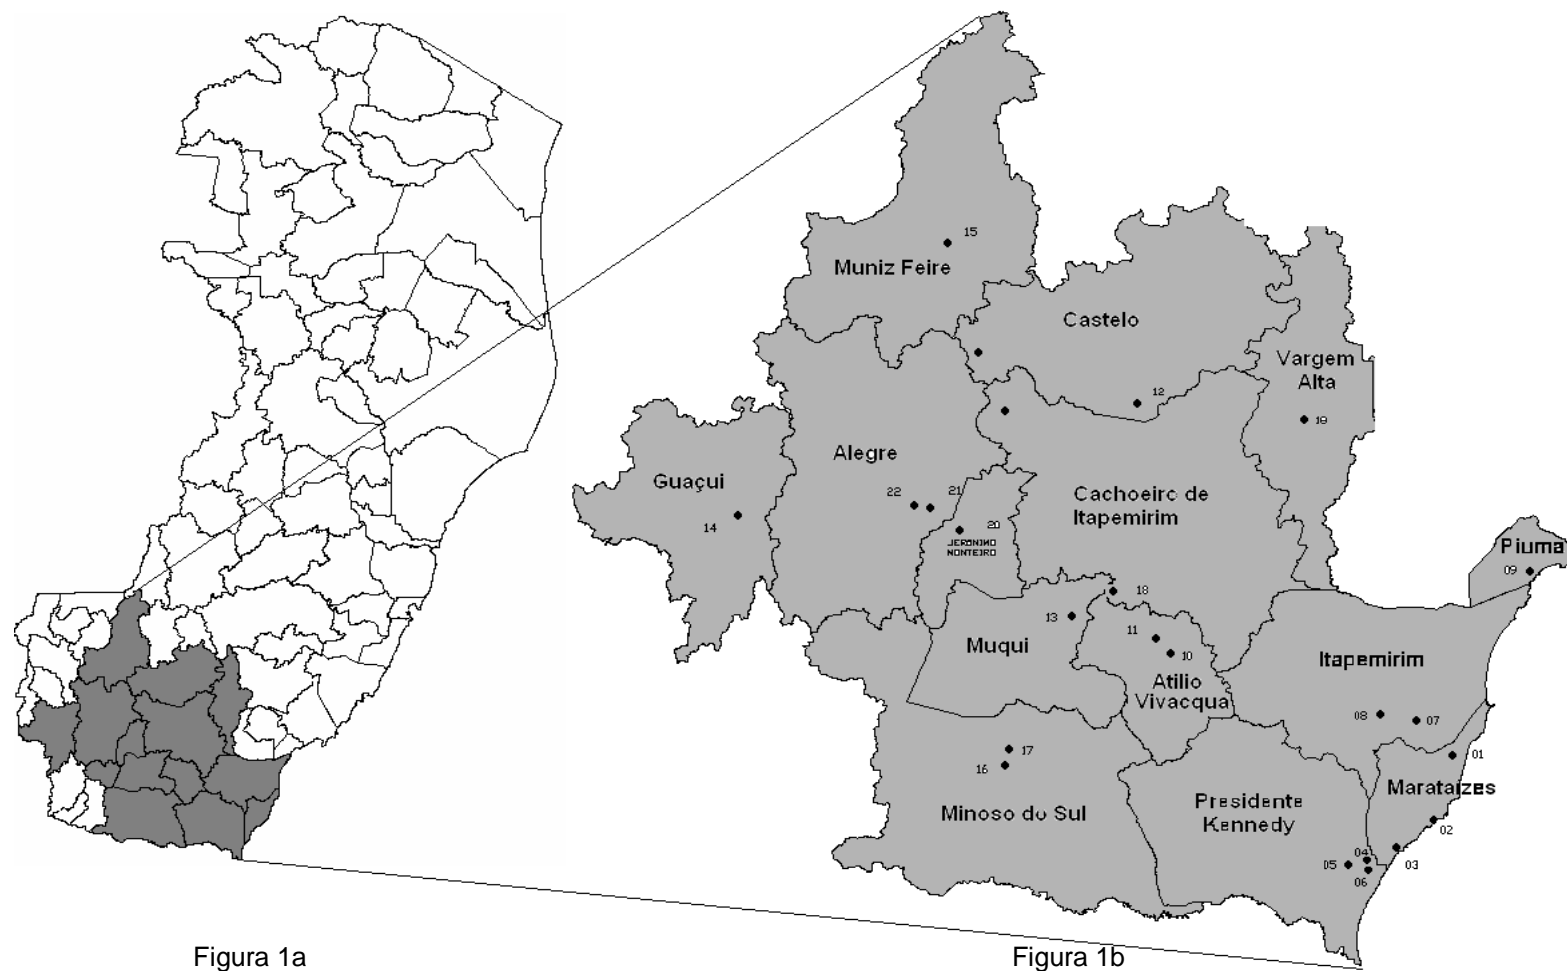 15
Muniz Feire
Castelo
Vargem
Alta
12
19
Alegre
Guaçui
14
22
21
20
JERONIMO
MONTEIRO
Cachoeiro de
Itapemirim
Piuma
09
18
13
11
10
Muqui
Atilio
Vivacqua
Itapemirim
08
07
01
17
16
Minoso do Sul
Presidente
Kennedy
Marataízes
02
03
04
05
06
Figura 1a
Figura 1b